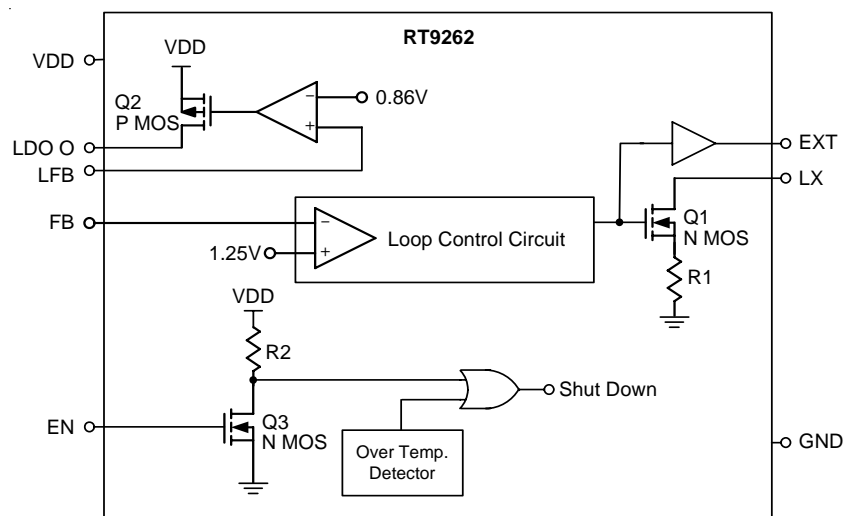 RT9262
VDD
VDD
Q2
P MOS
−
0.86V
+
LDO O
LFB
EXT
LX
FB
−
Loop Control Circuit
1.25V
+
Q1
N MOS
R1
VDD
R2
Shut Down
EN
Q3
N MOS
Over Temp.
Detector
GND